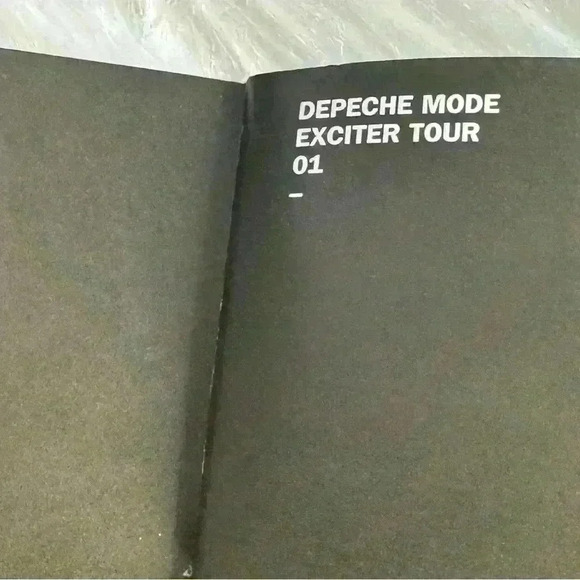 DEPECHE MODE
EXCITER TOUR
01
–